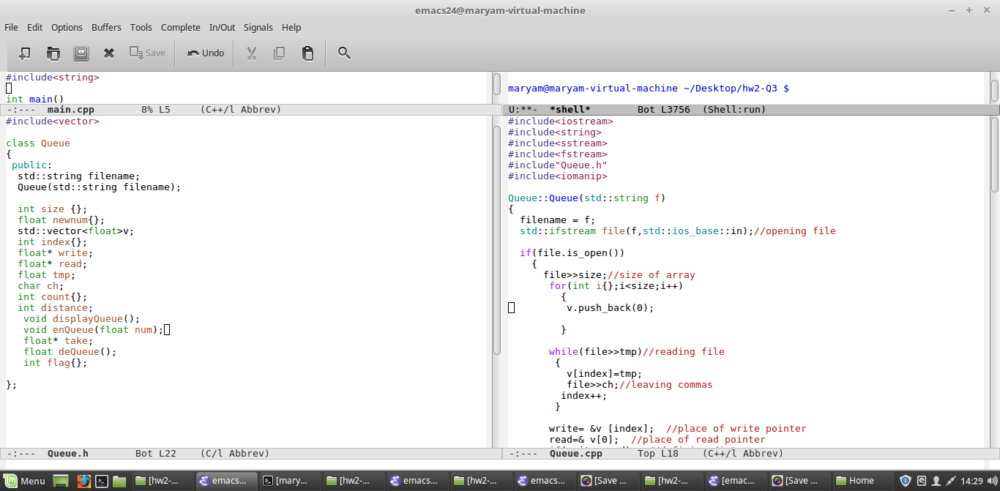 emacs24@maryam-virtual-machine
File Edit Options Buffers Tools Complete In/Out Signals Help
Save Undo
#include<string>
int main()
-:--- main.cpp 8% L5 (C++/l Abbrev)
#include<vector>
class Queue
{
public:
std::string filename;
Queue(std::string filename);
int size {};
float newnum{};
std::vector<float>v;
int index{};
float* write;
float* read;
float tmp;
char ch;
int count{};
int distance;
void displayQueue();
void enQueue(float num);
float* take;
float deQueue();
int flag{};
};
-:--- Queue.h Bot L22 (C/l Abbrev)
maryam@maryam-virtual-machine ~/Desktop/hw2-Q3 $
U:**- *shell* Bot L3756 (Shell:run)
#include<iostream>
#include<string>
#include<sstream>
#include<fstream>
#include"Queue.h"
#include<iomanip>
Queue::Queue(std::string f)
{
filename = f;
std::ifstream file(f,std::ios_base::in);//opening file
if(file.is_open())
{
file>>size;//size of array
for(int i{};i<size;i++)
{
v.push_back(0);
}
while(file>>tmp)//reading file
{
v[index]=tmp;
file>>ch;//leaving commas
index++;
}
write= &v [index]; //place of write pointer
read=& v[0]; //place of read pointer
-:--- Queue.cpp Top L18 (C++/l Abbrev)
Menu [hw2-... emacs... [mary... [hw2-... emacs... [hw2-... emacs... [Save ... [hw2-... [emac... [Save ... Home 14:29